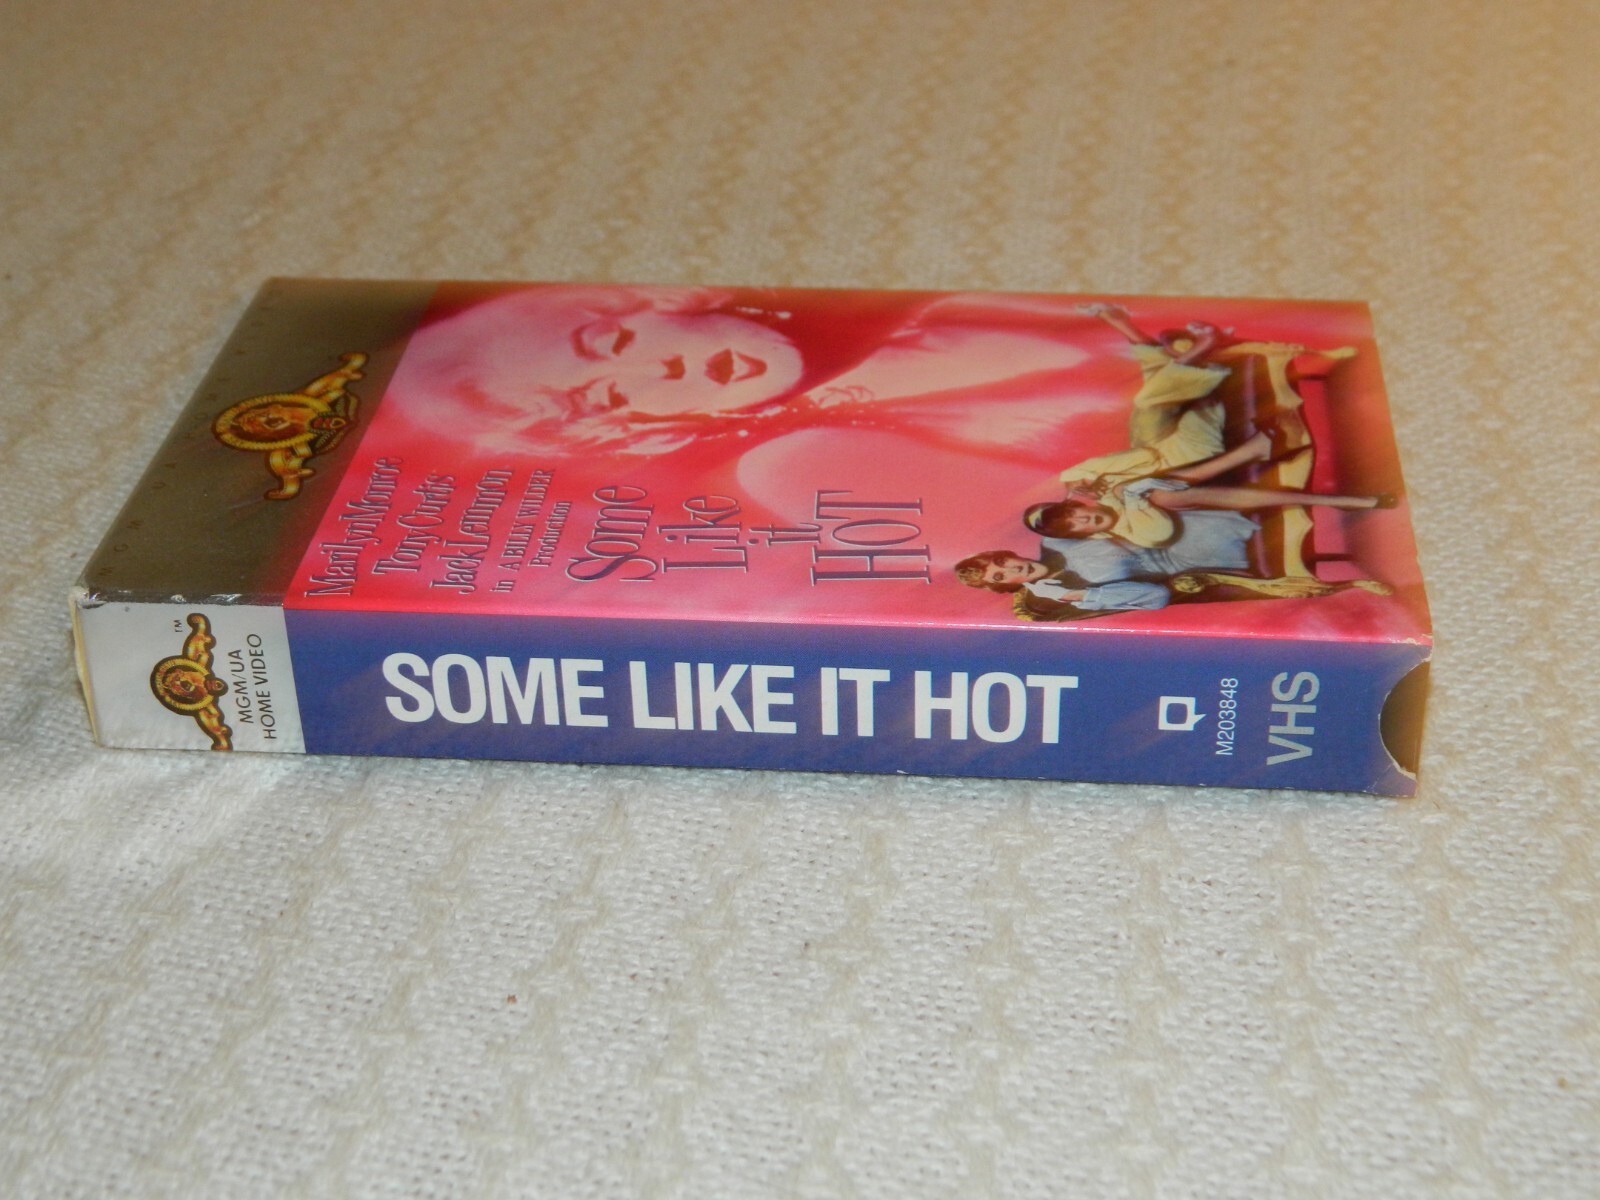 Marilyn Monroe
Tony Curtis
Jack Lemmon
in A BILLY WILDER
Production
Some
Like
it
HOT
TM
MGM/UA
HOME VIDEO
SOME LIKE IT HOT
M203848
VHS